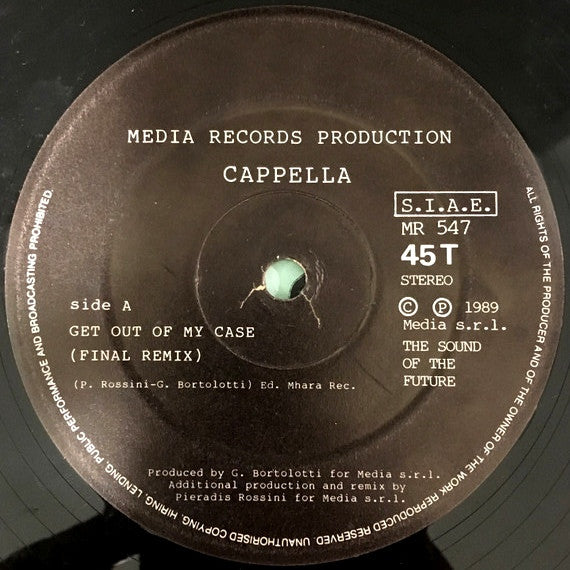 MEDIA RECORDS PRODUCTION
CAPPELLA
S.I.A.E.
MR 547
45T
STEREO
© ℗ 1989
Media s.r.l.
THE SOUND
OF THE
FUTURE
side A
GET OUT OF MY CASE
(FINAL REMIX)
(P. Rossini-G. Bortolotti) Ed. Mhara Rec.
Produced by G. Bortolotti for Media s.r.l.
Additional production and remix by
Pieradis Rossini for Media s.r.l.
ALL RIGHTS OF THE PRODUCER AND OF THE OWNER OF THE WORK REPRODUCED RESERVED. UNAUTHORISED COPYING, HIRING, LENDING, PUBLIC PERFORMANCE AND BROADCASTING PROHIBITED.